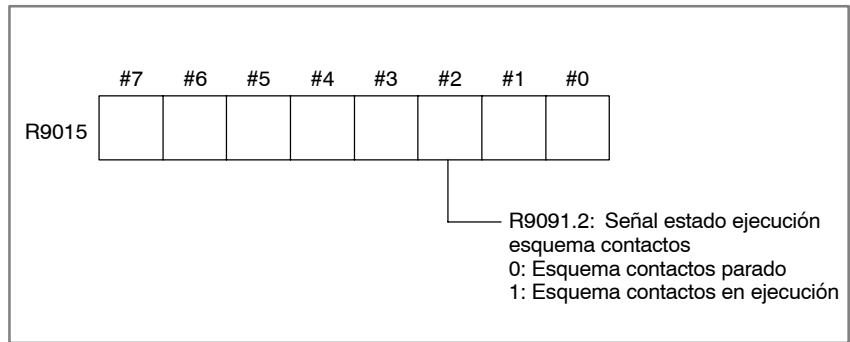 #7 #6 #5 #4 #3 #2 #1 #0
R9015
R9091.2: Señal estado ejecución
esquema contactos
0: Esquema contactos parado
1: Esquema contactos en ejecución